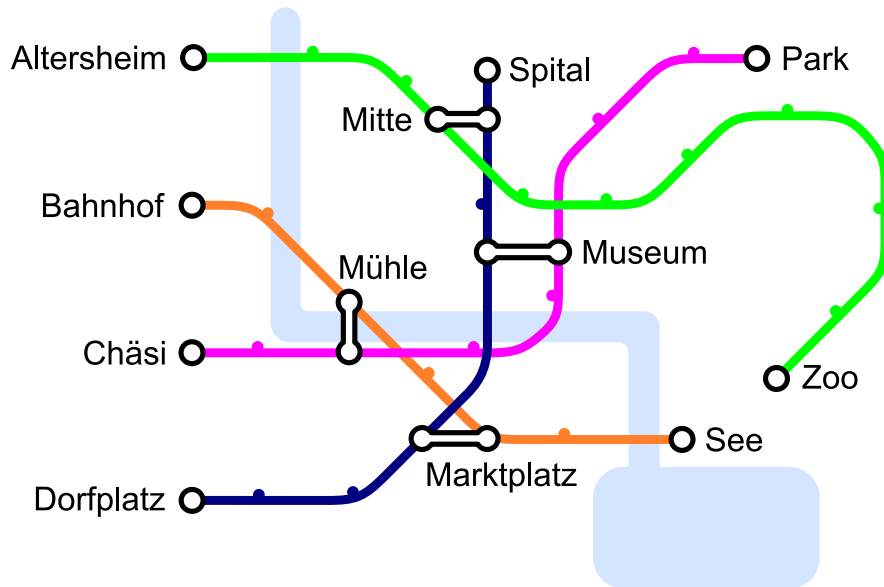 Altersheim
Spital
Park
Mitte
Bahnhof
Museum
Mühle
Chäsi
Zoo
See
Marktplatz
Dorfplatz